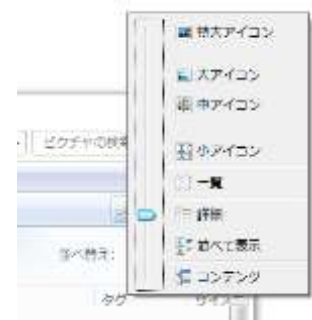 特大アイコン
大アイコン
中アイコン
ピクチャの検索
小アイコン
一覧
詳細
並べて表示
並べ替え:
コンテンツ
タグ
サイズ